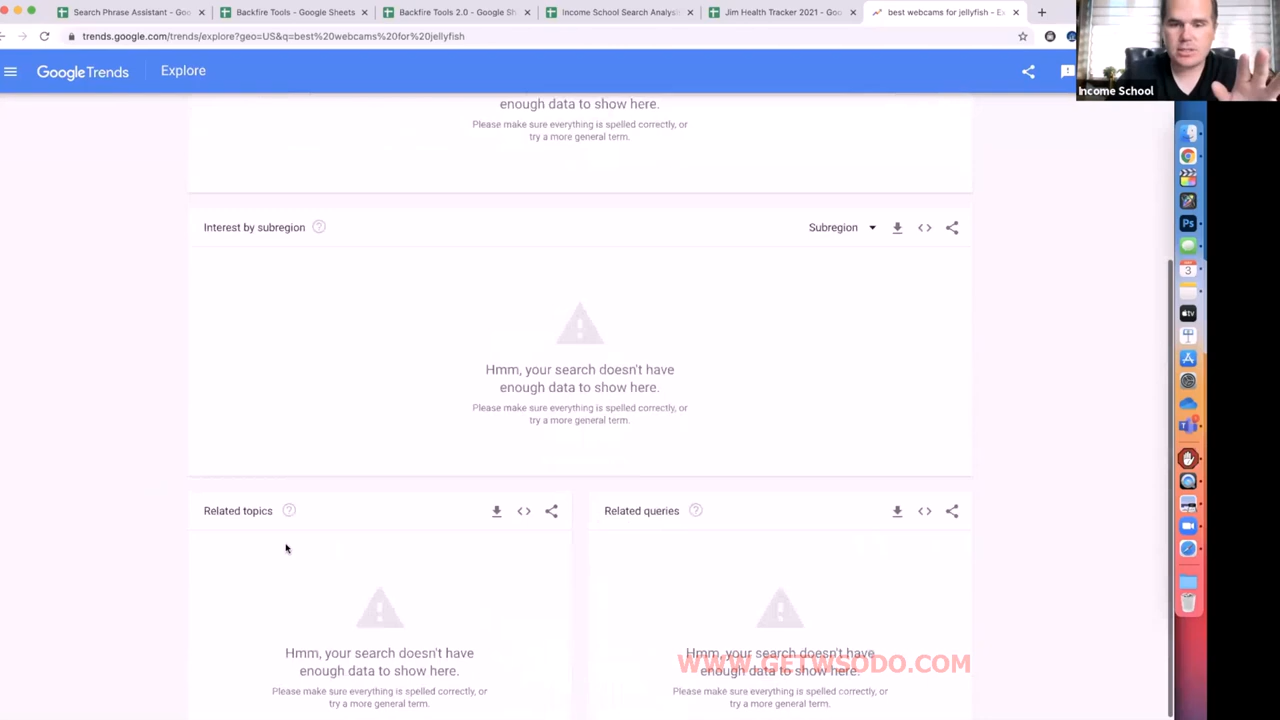 Search Phrase Assistant - Goo
Backfire Tools - Google Sheets
Backfire Tools 2.0 - Google Sh
Income School Search Analysi
Jim Health Tracker 2021 - Goo
best webcams for jellyfish - Ex
trends.google.com/trends/explore?geo=US&q=best%20webcams%20for%20jellyfish
Google Trends
Explore
Income School
enough data to show here.
Please make sure everything is spelled correctly, or
try a more general term.
Interest by subregion
Subregion
Hmm, your search doesn't have
enough data to show here.
Please make sure everything is spelled correctly, or
try a more general term.
Related topics
Related queries
Hmm, your search doesn't have
enough data to show here.
Please make sure everything is spelled correctly, or
try a more general term.
Hmm, your search doesn't have
enough data to show here.
Please make sure everything is spelled correctly, or
try a more general term.
WWW.GETWSODO.COM
3
Ps
tv